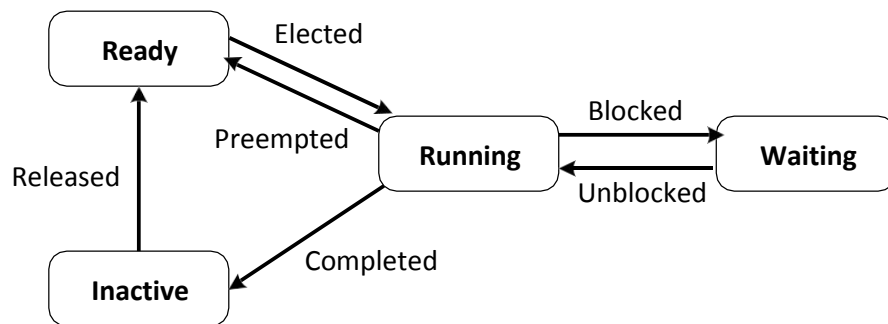 Ready
Elected
Preempted
Blocked
Running
Waiting
Released
Unblocked
Completed
Inactive